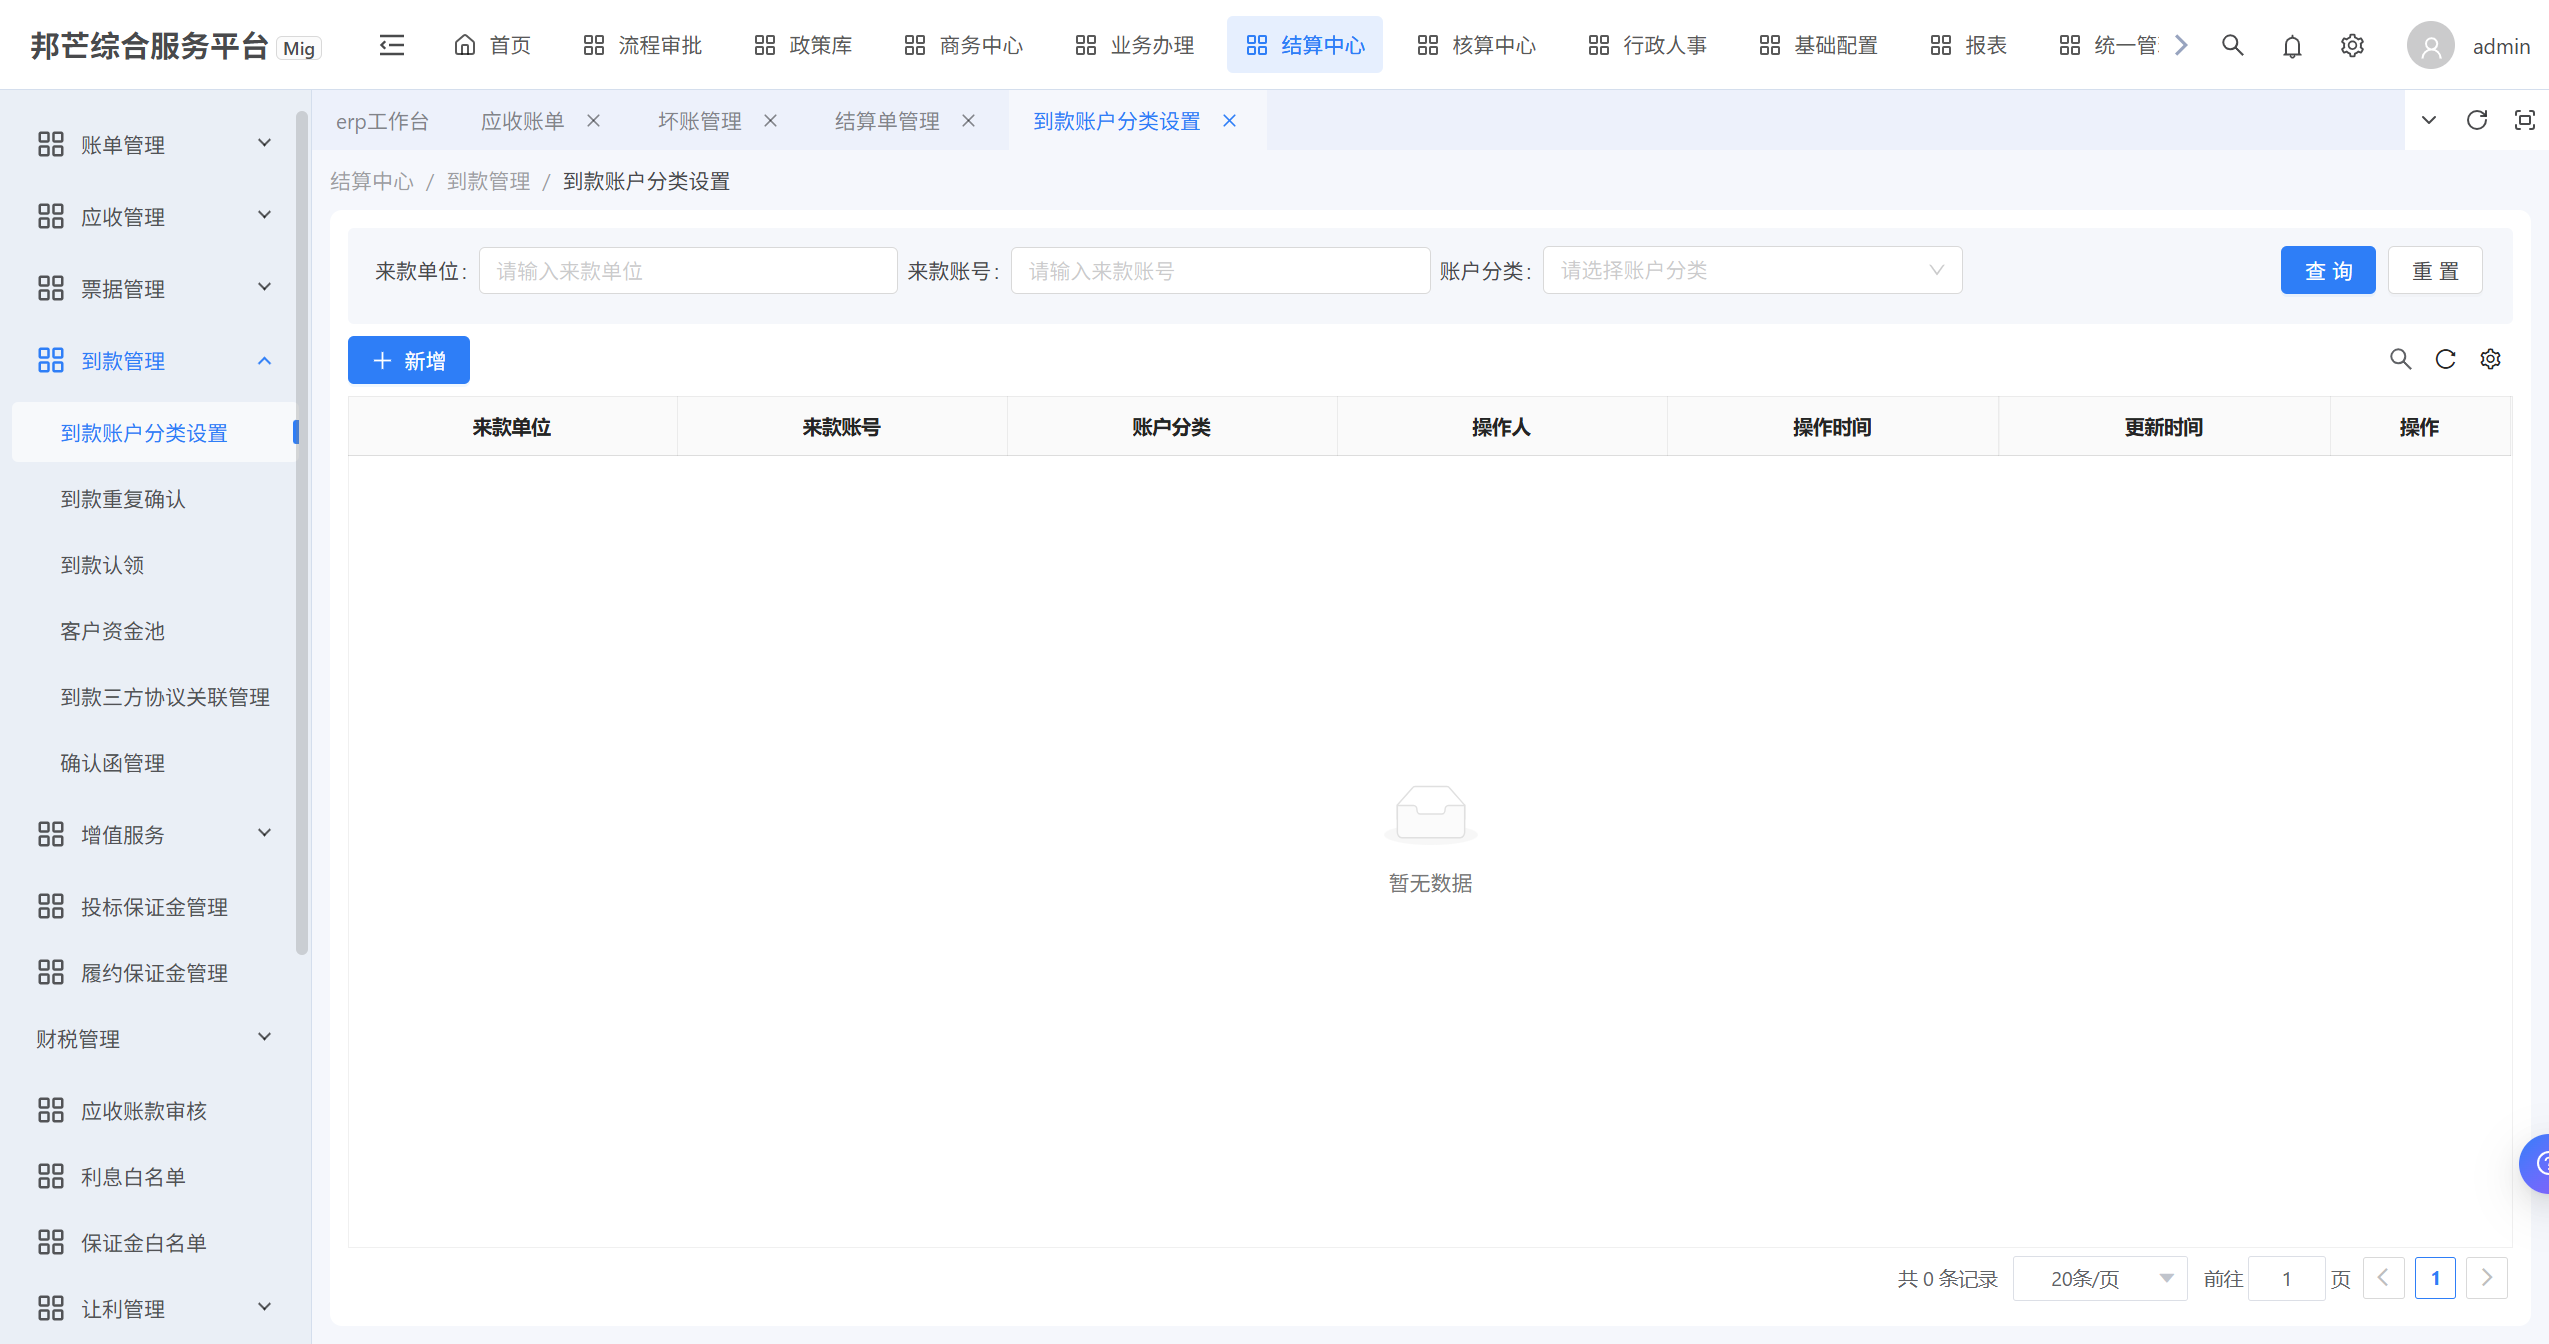 邦芒综合服务平台 Mig
首页 流程审批 政策库 商务中心 业务办理 结算中心 核算中心 行政人事 基础配置 报表 统一管
admin
erp工作台 应收账单 坏账管理 结算单管理 到款账户分类设置
结算中心 / 到款管理 / 到款账户分类设置
账单管理
应收管理
票据管理
到款管理
到款账户分类设置
到款重复确认
到款认领
客户资金池
到款三方协议关联管理
确认函管理
增值服务
投标保证金管理
履约保证金管理
财税管理
应收账款审核
利息白名单
保证金白名单
让利管理
来款单位: 请输入来款单位 来款账号: 请输入来款账号 账户分类: 请选择账户分类 查 询 重 置
新增
来款单位 来款账号 账户分类 操作人 操作时间 更新时间 操作
暂无数据
共 0 条记录 20条/页 前往 1 页 1